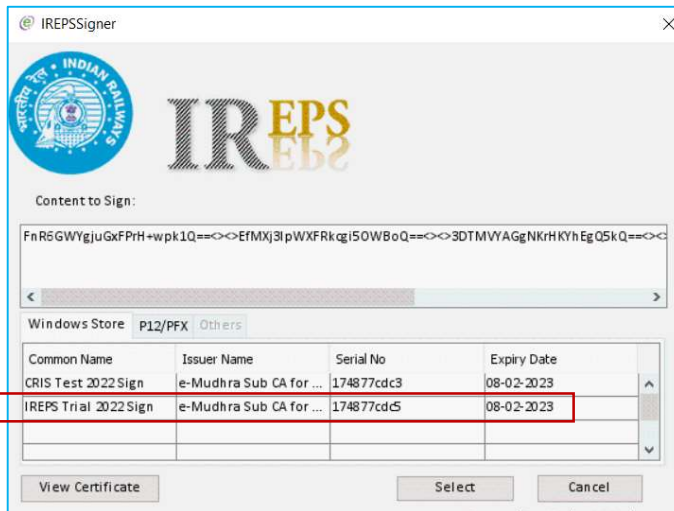 IREPSSigner
INDIAN RAILWAYS
भारतीय रेल
IREPS
Content to Sign:
FnR6GWYgjuGxFPrH+wpk1Q==<><>EfMXj3IpWXFRkqgi5OWBoQ==<><>3DTMVYAGgNKrHKYhEgQ5kQ==<><
Windows Store P12/PFX Others
Common Name Issuer Name Serial No Expiry Date
CRIS Test 2022 Sign e-Mudhra Sub CA for ... 174877cdc3 08-02-2023
IREPS Trial 2022 Sign e-Mudhra Sub CA for ... 174877cdc5 08-02-2023
View Certificate Select Cancel